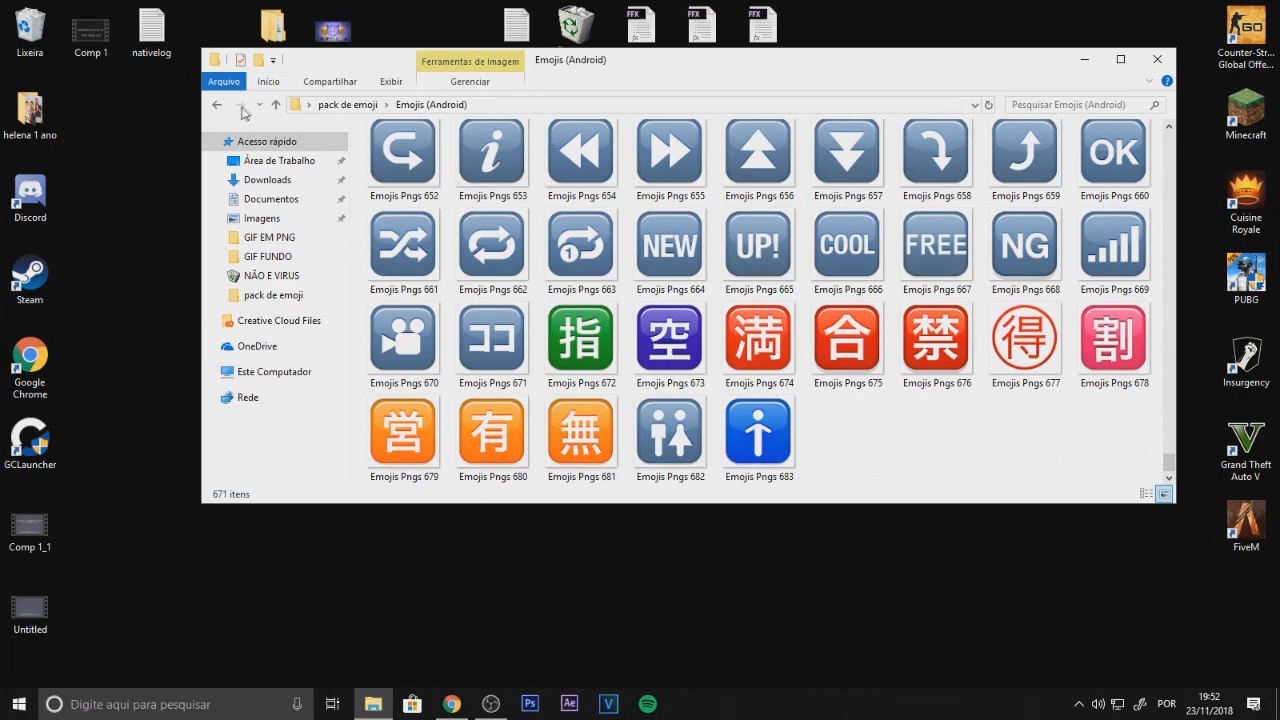 Lixeira
Comp 1
nativelog
FFX
fx
FFX
fx
FFX
fx
Counter-Str...
Global Offe...
Ferramentas de Imagem
Emojis (Android)
Arquivo
Início
Compartilhar
Exibir
Gerenciar
pack de emoji
Emojis (Android)
Pesquisar Emojis (Android)
helena 1 ano
Discord
Steam
Google
Chrome
GCLauncher
Comp 1_1
Untitled
Acesso rápido
Área de Trabalho
Downloads
Documentos
Imagens
GIF EM PNG
GIF FUNDO
NÃO E VIRUS
pack de emoji
Creative Cloud Files
OneDrive
Este Computador
Rede
OK
Emojis Pngs 652
Emojis Pngs 653
Emojis Pngs 654
Emojis Pngs 655
Emojis Pngs 656
Emojis Pngs 657
Emojis Pngs 658
Emojis Pngs 659
Emojis Pngs 660
1
NEW
UP!
COOL
FREE
NG
Emojis Pngs 661
Emojis Pngs 662
Emojis Pngs 663
Emojis Pngs 664
Emojis Pngs 665
Emojis Pngs 666
Emojis Pngs 667
Emojis Pngs 668
Emojis Pngs 669
ココ
指
空
満
合
禁
得
割
Emojis Pngs 670
Emojis Pngs 671
Emojis Pngs 672
Emojis Pngs 673
Emojis Pngs 674
Emojis Pngs 675
Emojis Pngs 676
Emojis Pngs 677
Emojis Pngs 678
営
有
無
Emojis Pngs 679
Emojis Pngs 680
Emojis Pngs 681
Emojis Pngs 682
Emojis Pngs 683
671 itens
Minecraft
Cuisine
Royale
PUBG
Insurgency
Grand Theft
Auto V
FiveM
Digite aqui para pesquisar
Ps
Ae
V
POR
19:52
23/11/2018